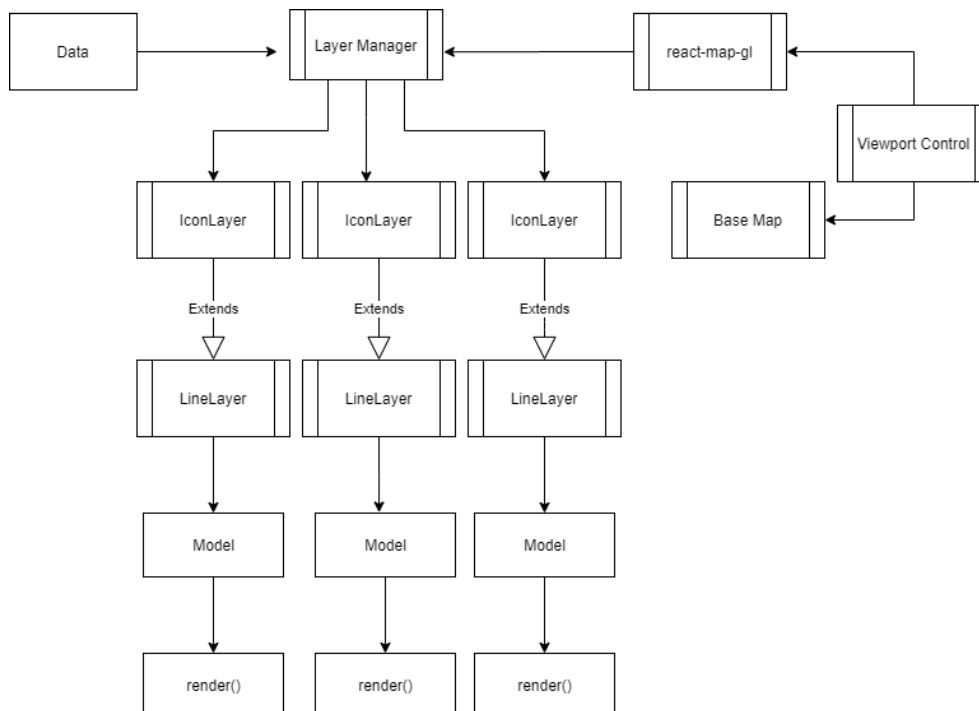 Data
Layer Manager
react-map-gl
Viewport Control
IconLayer
IconLayer
IconLayer
Base Map
Extends
Extends
Extends
LineLayer
LineLayer
LineLayer
Model
Model
Model
render()
render()
render()